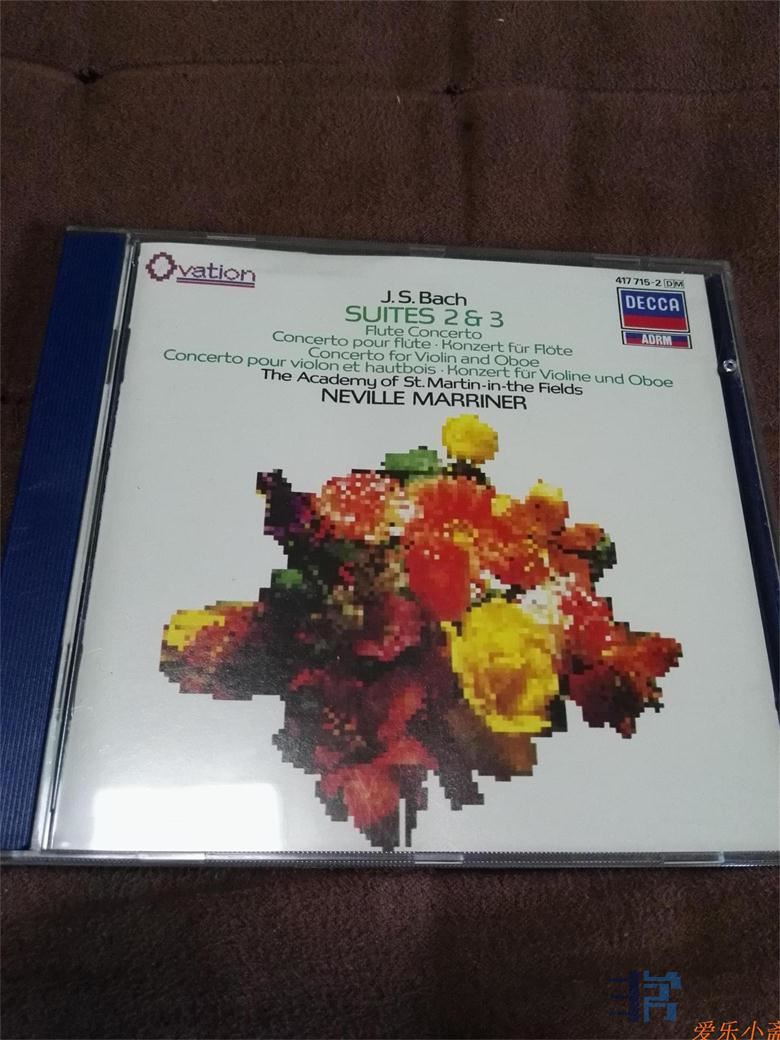 Ovation
417 715-2 DM
DECCA
ADRM
J. S. Bach
SUITES 2 & 3
Flute Concerto
Concerto pour flûte · Konzert für Flöte
Concerto for Violin and Oboe
Concerto pour violon et hautbois · Konzert für Violine und Oboe
The Academy of St. Martin-in-the Fields
NEVILLE MARRINER
爱乐小斋